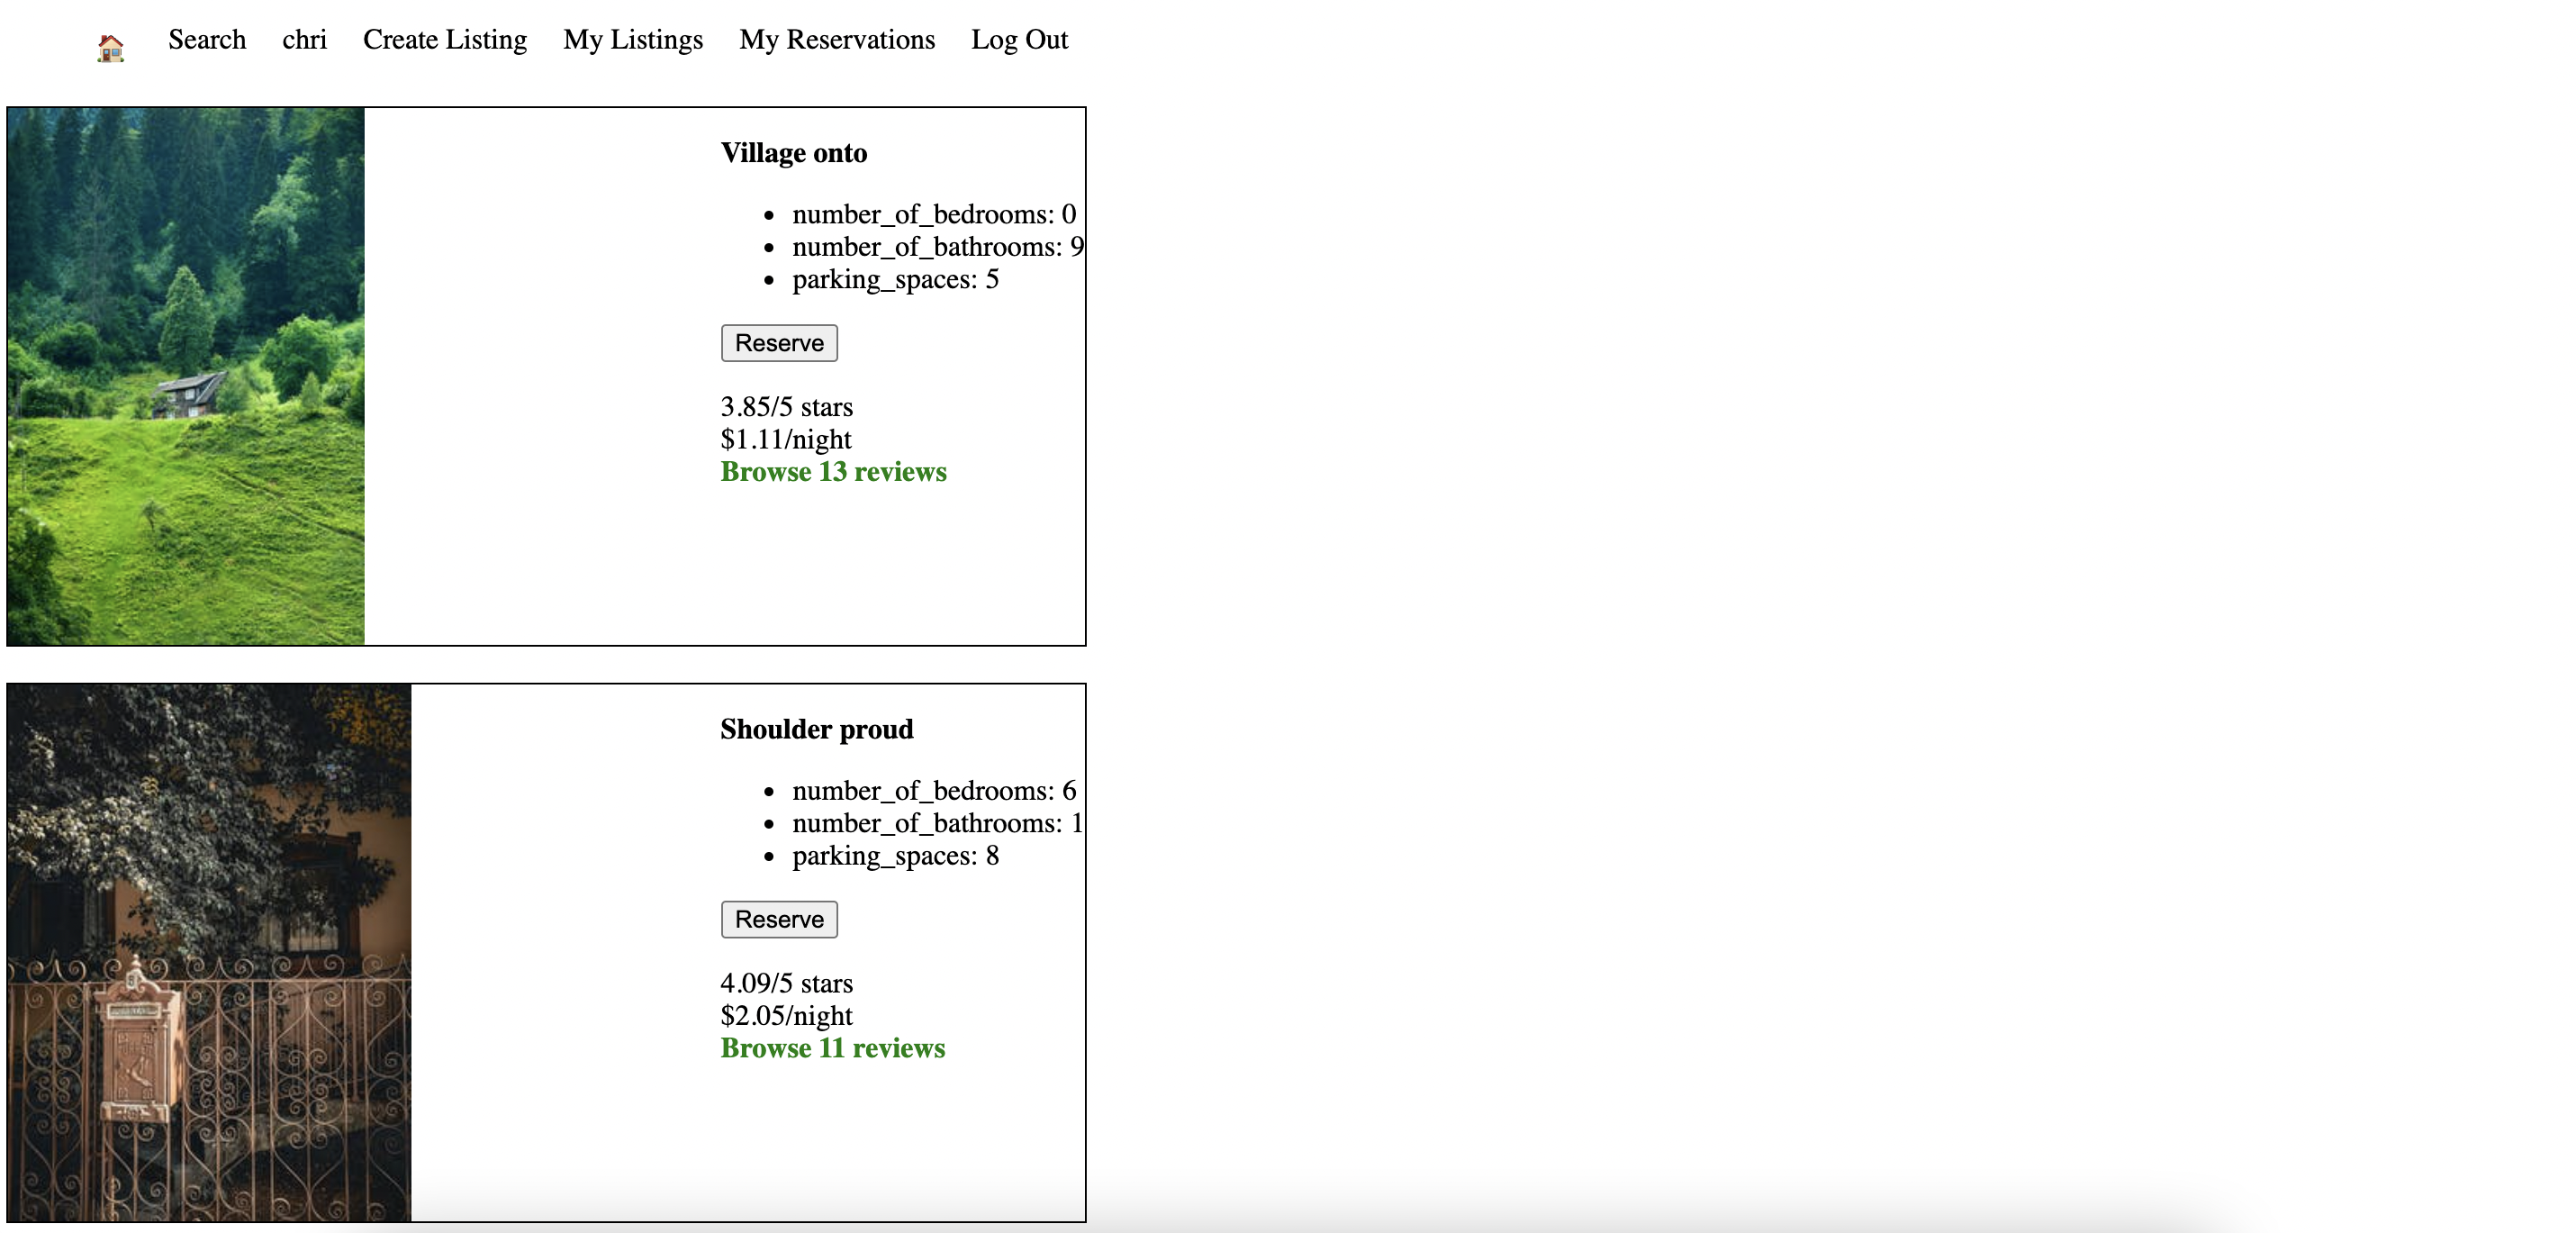 Search chri Create Listing My Listings My Reservations Log Out
Village onto
number_of_bedrooms: 0
number_of_bathrooms: 9
parking_spaces: 5
Reserve
3.85/5 stars
$1.11/night
Browse 13 reviews
Shoulder proud
number_of_bedrooms: 6
number_of_bathrooms: 1
parking_spaces: 8
Reserve
4.09/5 stars
$2.05/night
Browse 11 reviews